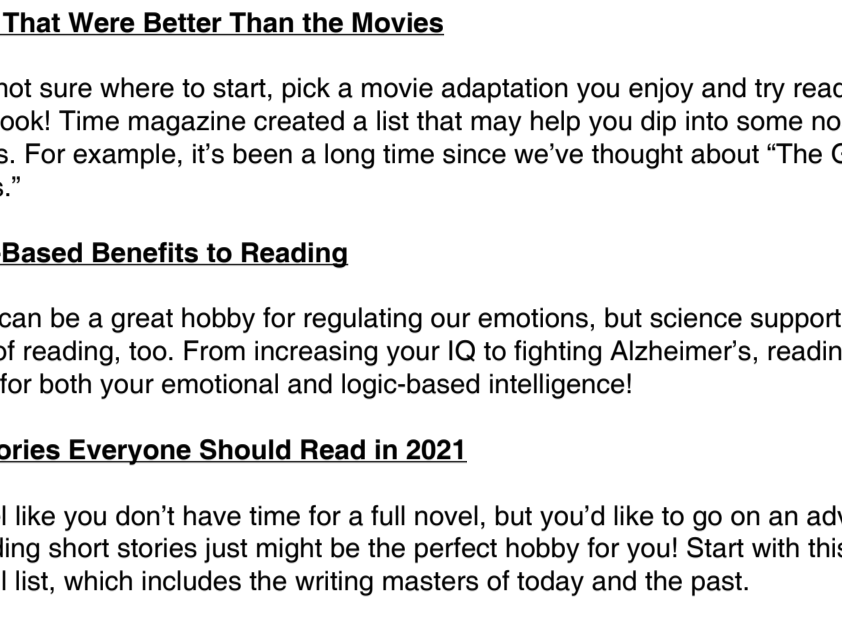 That Were Better Than the Movies
not sure where to start, pick a movie adaptation you enjoy and try
ook! Time magazine created a list that may help you dip into some no
s. For example, it’s been a long time since we’ve thought about “The
s.”
-Based Benefits to Reading
can be a great hobby for regulating our emotions, but science support
of reading, too. From increasing your IQ to fighting Alzheimer’s, readin
for both your emotional and logic-based intelligence!
ories Everyone Should Read in 2021
l like you don’t have time for a full novel, but you’d like to go on an
ding short stories just might be the perfect hobby for you! Start with this
l list, which includes the writing masters of today and the past.